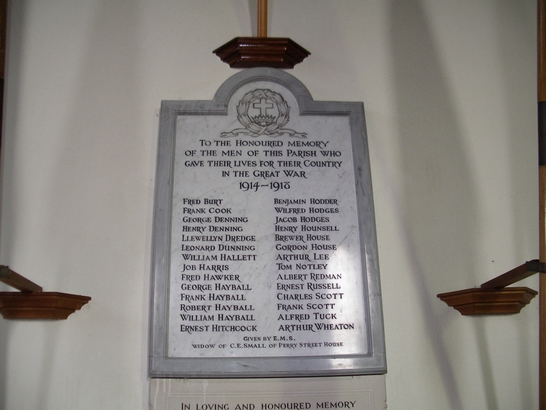 To the Honoured Memory
of the men of this Parish who
gave their lives for their Country
in the Great War
1914–1918
Fred Burt
Frank Cook
George Denning
Henry Denning
Llewellyn Dredge
Leonard Dunning
William Hallett
Job Harris
Fred Hawker
George Hayball
Frank Hayball
Robert Hayball
William Hayball
Ernest Hitchcock
Benjamin Hodder
Wilfred Hodges
Jacob Hodges
Henry Hounsell
Brewer House
Gordon House
Arthur Lee
Tom Notley
Albert Redman
Ernest Russell
Charles Scott
Frank Scott
Alfred Tuck
Arthur Wheaton
Given by E.M.S.
widow of C.E. Small of Perry Street House
In loving and honoured memory